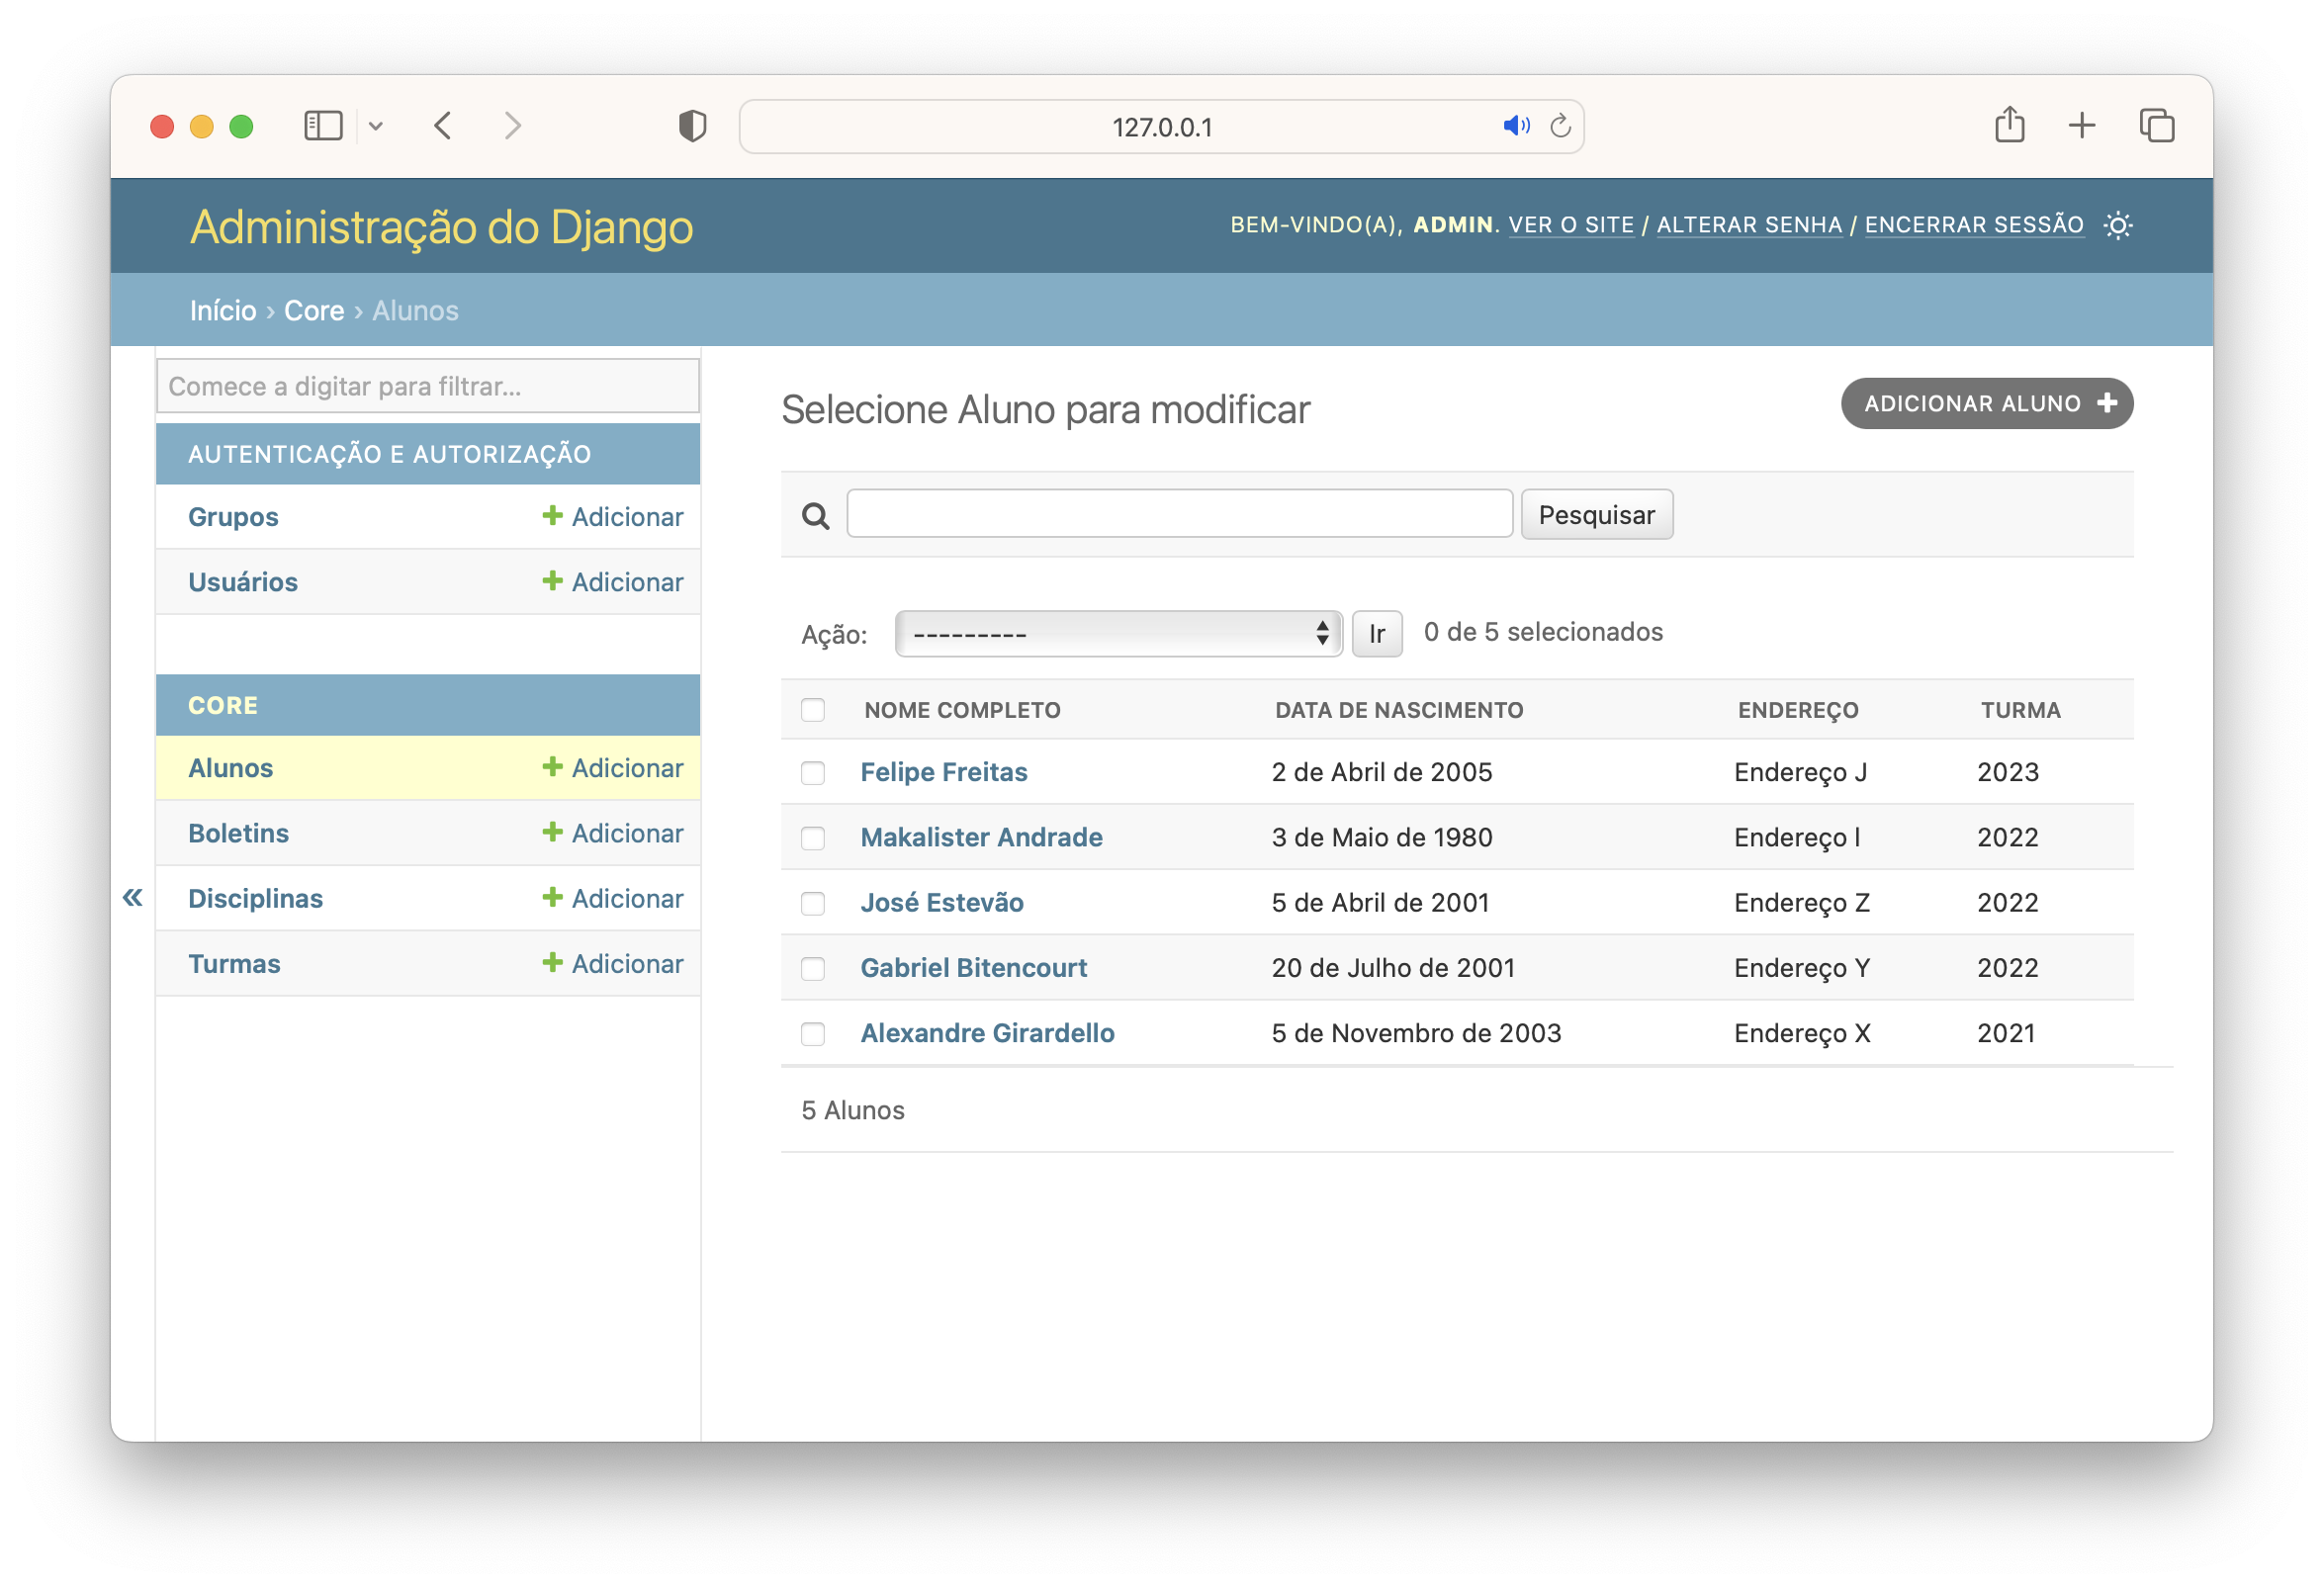 127.0.0.1
Administração do Django
BEM-VINDO(A), ADMIN. VER O SITE / ALTERAR SENHA / ENCERRAR SESSÃO
Início › Core › Alunos
Comece a digitar para filtrar...
AUTENTICAÇÃO E AUTORIZAÇÃO
Grupos Adicionar
Usuários Adicionar
CORE
Alunos Adicionar
Boletins Adicionar
Disciplinas Adicionar
Turmas Adicionar
«
Selecione Aluno para modificar
ADICIONAR ALUNO
Pesquisar
Ação: --------- Ir 0 de 5 selecionados
NOME COMPLETO DATA DE NASCIMENTO ENDEREÇO TURMA
Felipe Freitas 2 de Abril de 2005 Endereço J 2023
Makalister Andrade 3 de Maio de 1980 Endereço I 2022
José Estevão 5 de Abril de 2001 Endereço Z 2022
Gabriel Bitencourt 20 de Julho de 2001 Endereço Y 2022
Alexandre Girardello 5 de Novembro de 2003 Endereço X 2021
5 Alunos